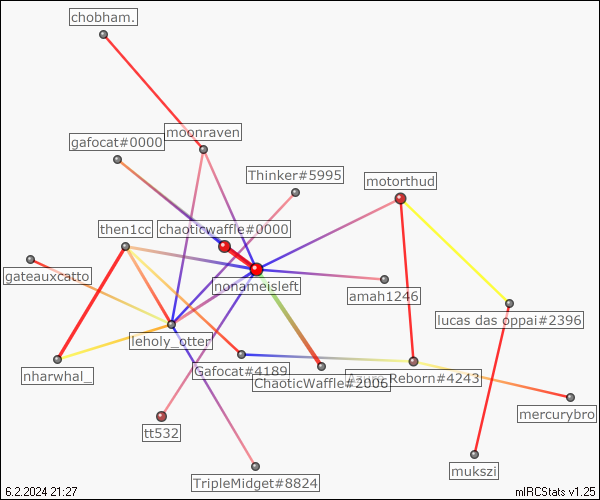 chobham.
moonraven
gafocat#0000
Thinker#5995
motorthud
then1cc
chaoticwaffle#0000
gateauxcatto
nonameisleft
amah1246
lucas das oppai#2396
leholy_otter
nharwhal_
Gafocat#4189
ChaoticWaffle#2006
Reborn#4243
mercurybro
tt532
mukszi
TripleMidget#8824
6.2.2024 21:27
mIRCStats v1.25